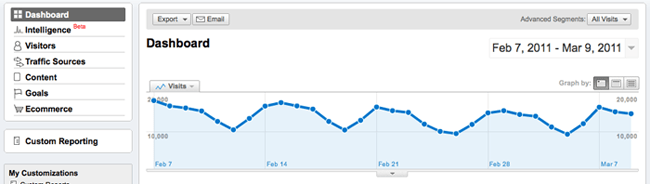 Dashboard
Intelligence Beta
Visitors
Traffic Sources
Content
Goals
Ecommerce
Custom Reporting
My Customizations
Custom Reports
Export Email
Advanced Segments: All Visits
Dashboard
Feb 7, 2011 - Mar 9, 2011
Visits
Graph by:
20,000 20,000
10,000 10,000
Feb 7 Feb 14 Feb 21 Feb 28 Mar 7